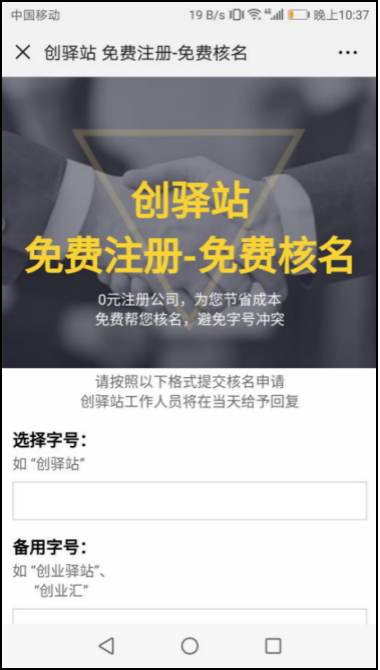 中国移动 19 B/s 4G 晚上10:37
创驿站 免费注册-免费核名
创驿站
免费注册-免费核名
0元注册公司，为您节省成本
免费帮您核名，避免字号冲突
请按照以下格式提交核名申请
创驿站工作人员将在当天给予回复
选择字号：
如 “创驿站”
备用字号：
如 “创业驿站”、
“创业汇”